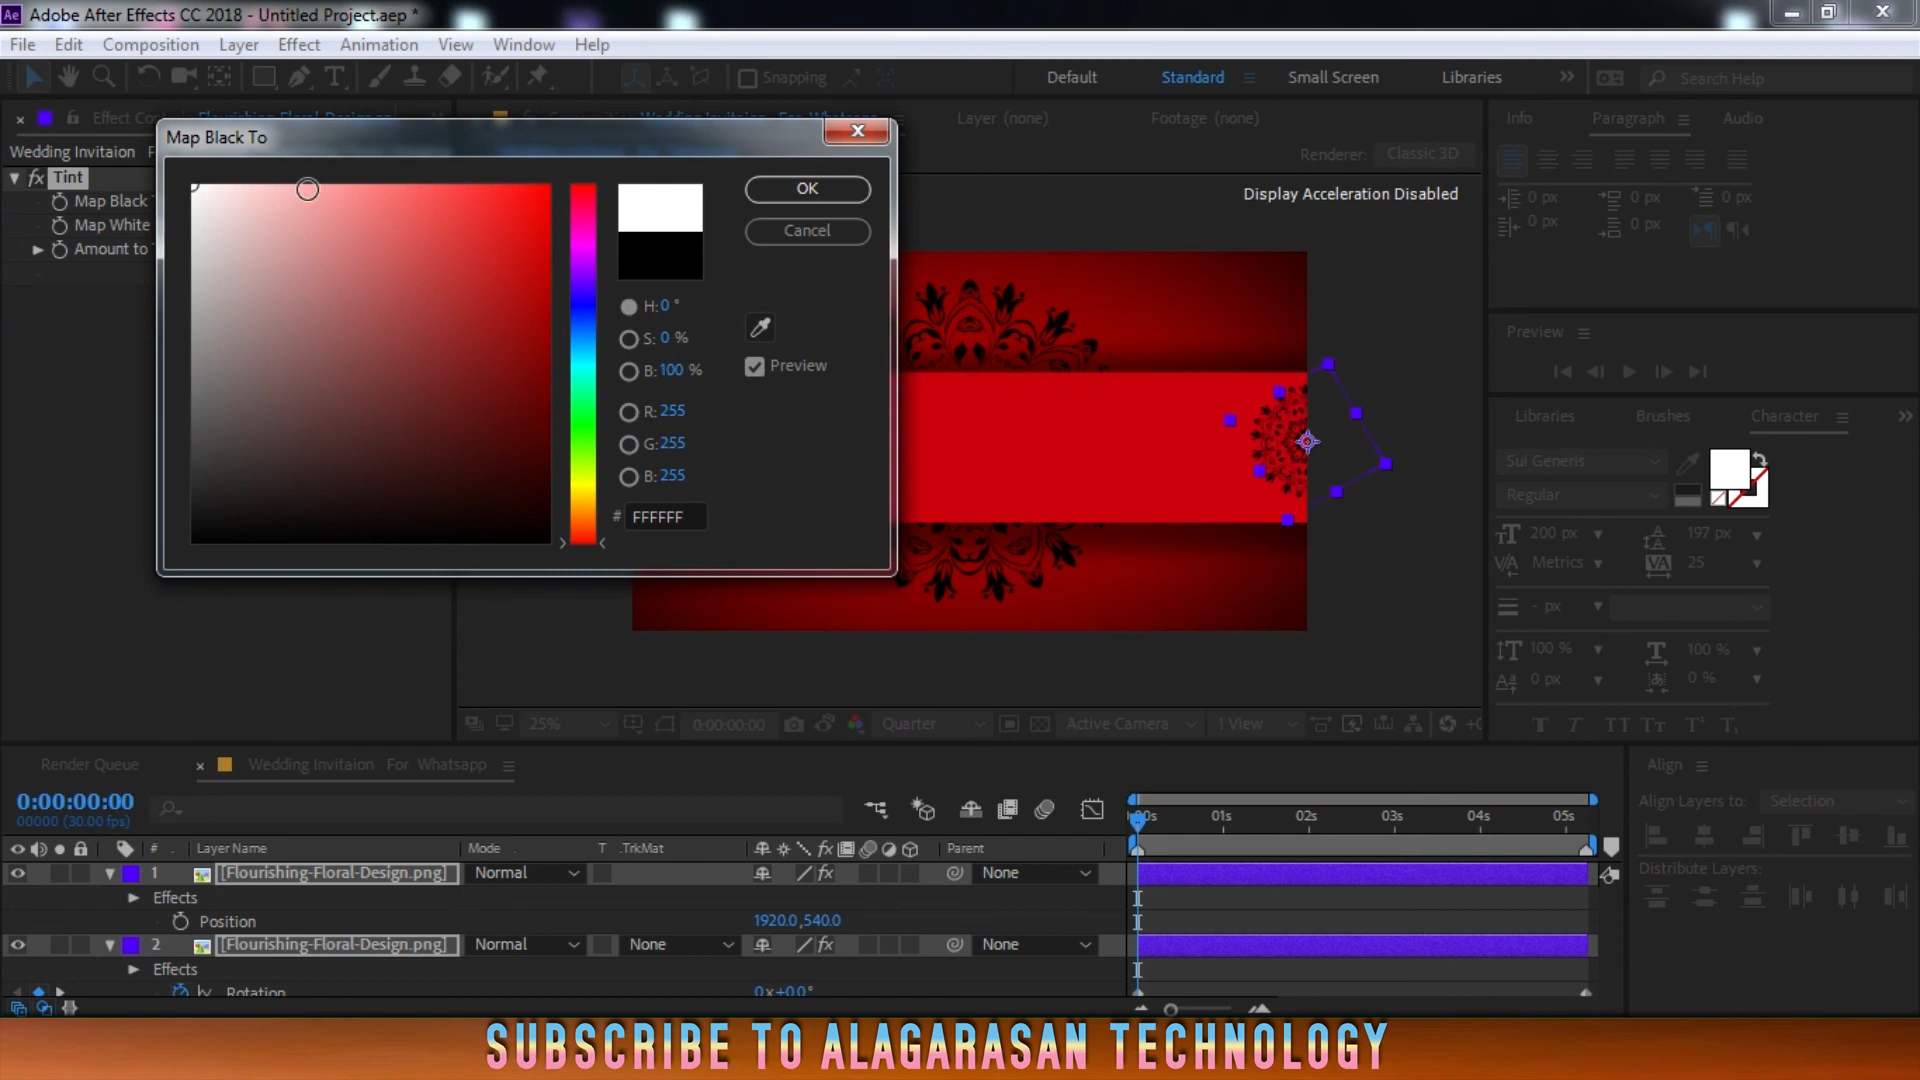 Adobe After Effects CC 2018 - Untitled Project.aep *
File Edit Composition Layer Effect Animation View Window Help
Snapping Default Standard Small Screen Libraries Search Help
Effect Co
Layer (none) Footage (none) Info Paragraph Audio
Map Black To
Wedding Invitaion
Renderer: Classic 3D
fx Tint
Map Black
Map White
Amount to
OK
Cancel
H: 0 °
S: 0 %
B: 100 %
Preview
R: 255
G: 255
B: 255
# FFFFFF
Display Acceleration Disabled
0 px 0 px 0 px
0 px 0 px
Preview
Libraries Brushes Character
Sui Generis
Regular
200 px 197 px
Metrics 25
- px
100 % 100 %
0 px 0 %
25% 0:00:00:00 Quarter Active Camera 1 View
Render Queue Wedding Invitaion For Whatsapp
Align
0:00:00:00
00000 (30.00 fps)
01s 02s 03s 04s 05s
Align Layers to: Selection
# Layer Name Mode T .TrkMat Parent
1 [Flourishing-Floral-Design.png] Normal None
Distribute Layers:
Effects
Position 1920.0,540.0
2 [Flourishing-Floral-Design.png] Normal None None
Effects
Rotation 0x+0.0°
SUBSCRIBE TO ALAGARASAN TECHNOLOGY